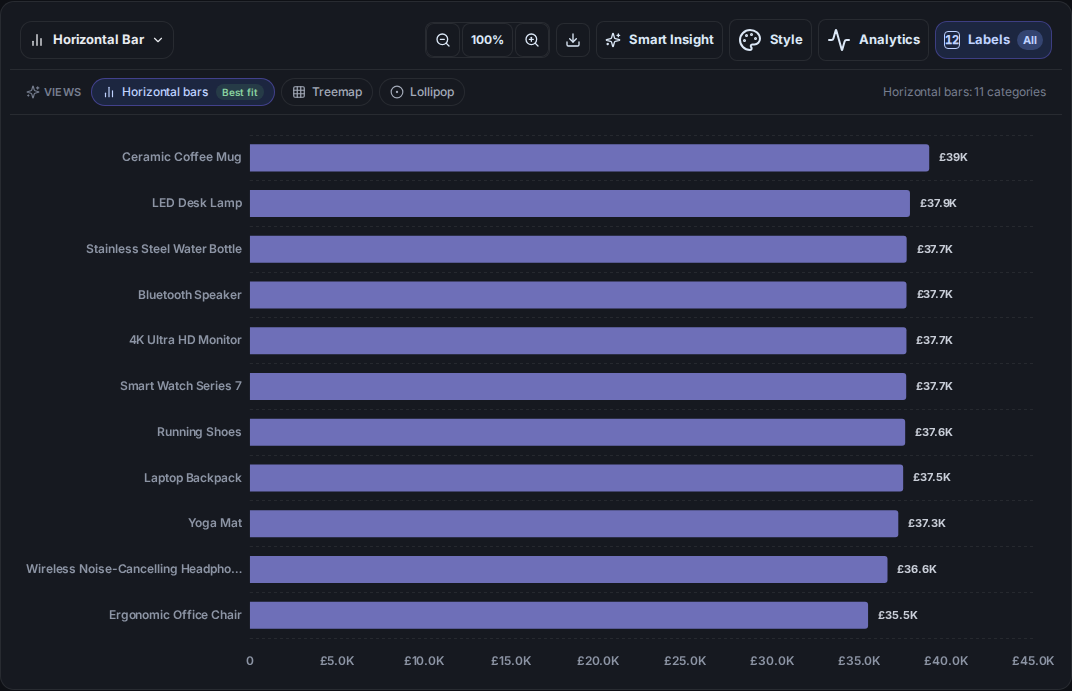 Horizontal Bar
100%
Smart Insight
Style
Analytics
12 Labels All
VIEWS
Horizontal bars Best fit
Treemap
Lollipop
Horizontal bars: 11 categories
Ceramic Coffee Mug £39K
LED Desk Lamp £37.9K
Stainless Steel Water Bottle £37.7K
Bluetooth Speaker £37.7K
4K Ultra HD Monitor £37.7K
Smart Watch Series 7 £37.7K
Running Shoes £37.6K
Laptop Backpack £37.5K
Yoga Mat £37.3K
Wireless Noise-Cancelling Headpho... £36.6K
Ergonomic Office Chair £35.5K
0 £5.0K £10.0K £15.0K £20.0K £25.0K £30.0K £35.0K £40.0K £45.0K